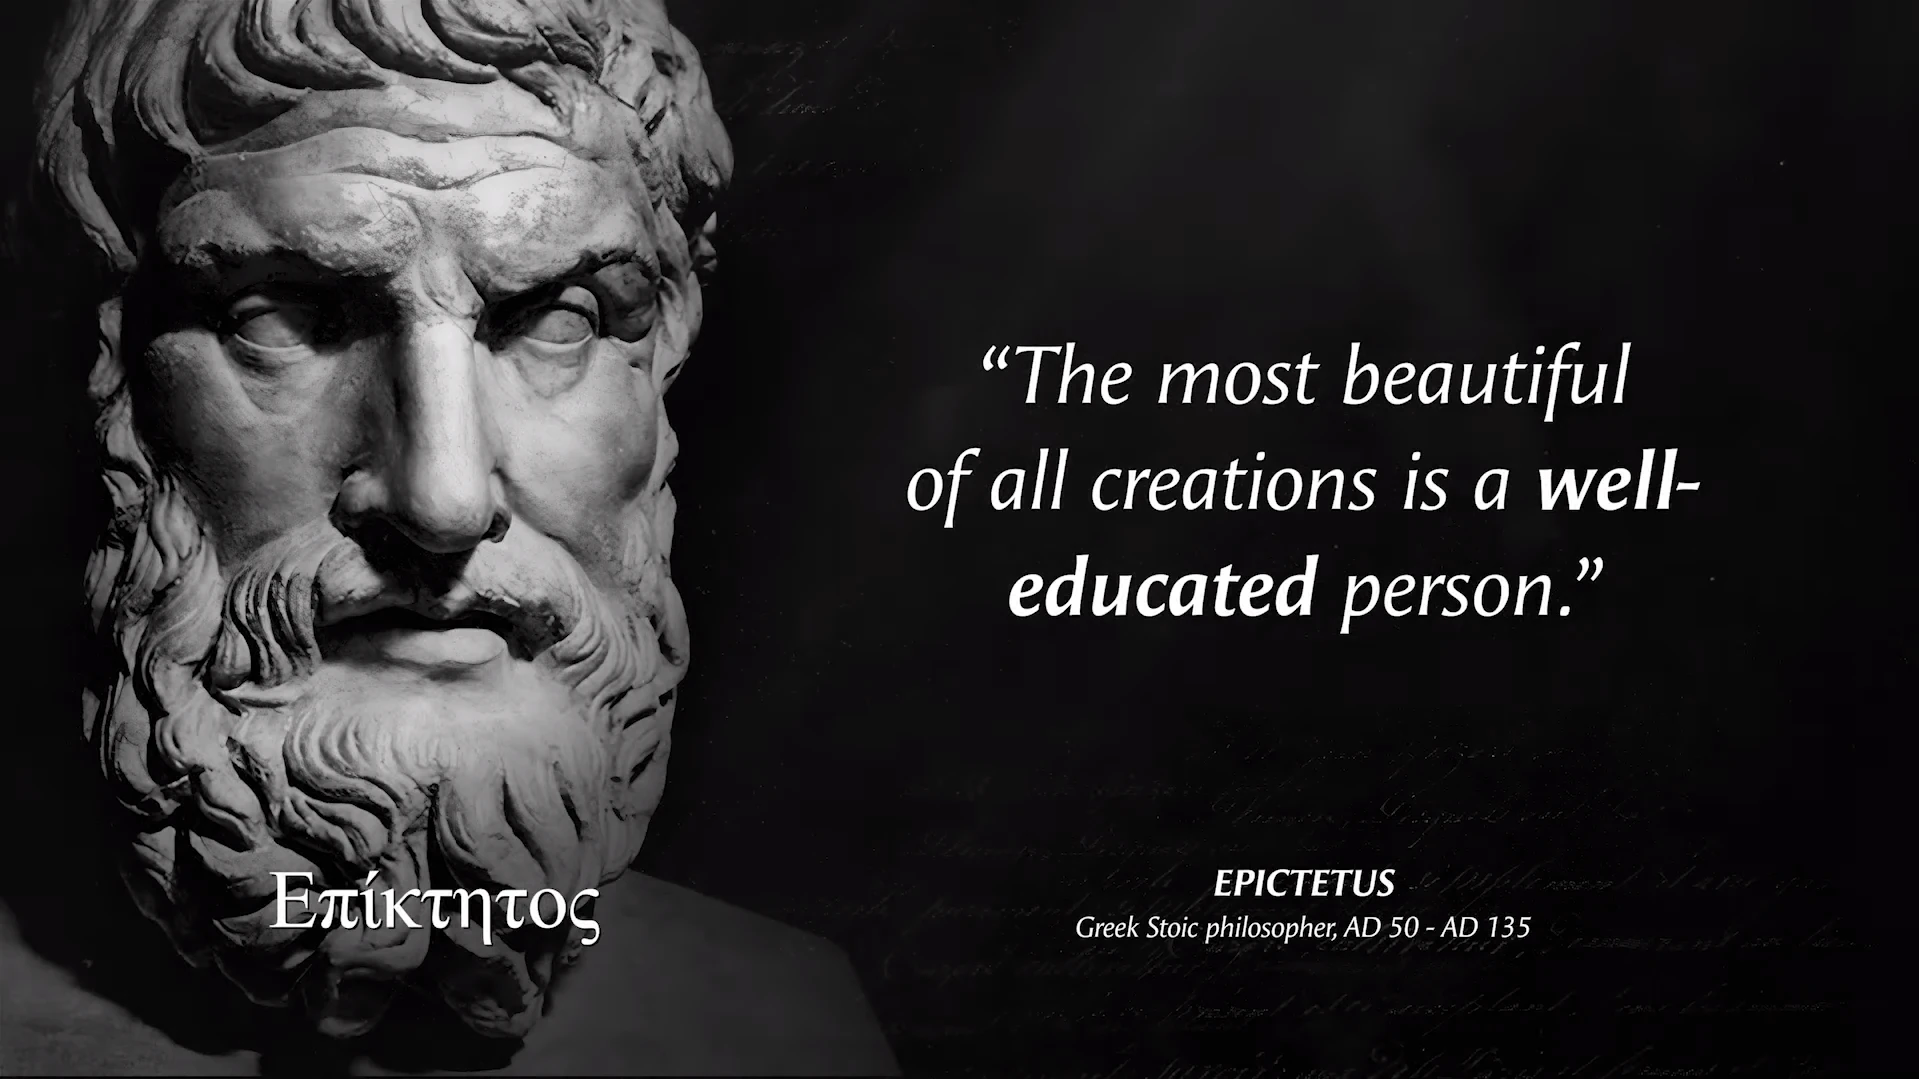 “The most beautiful
of all creations is a well-
educated person.”
Επίκτητος
EPICTETUS
Greek Stoic philosopher, AD 50 - AD 135